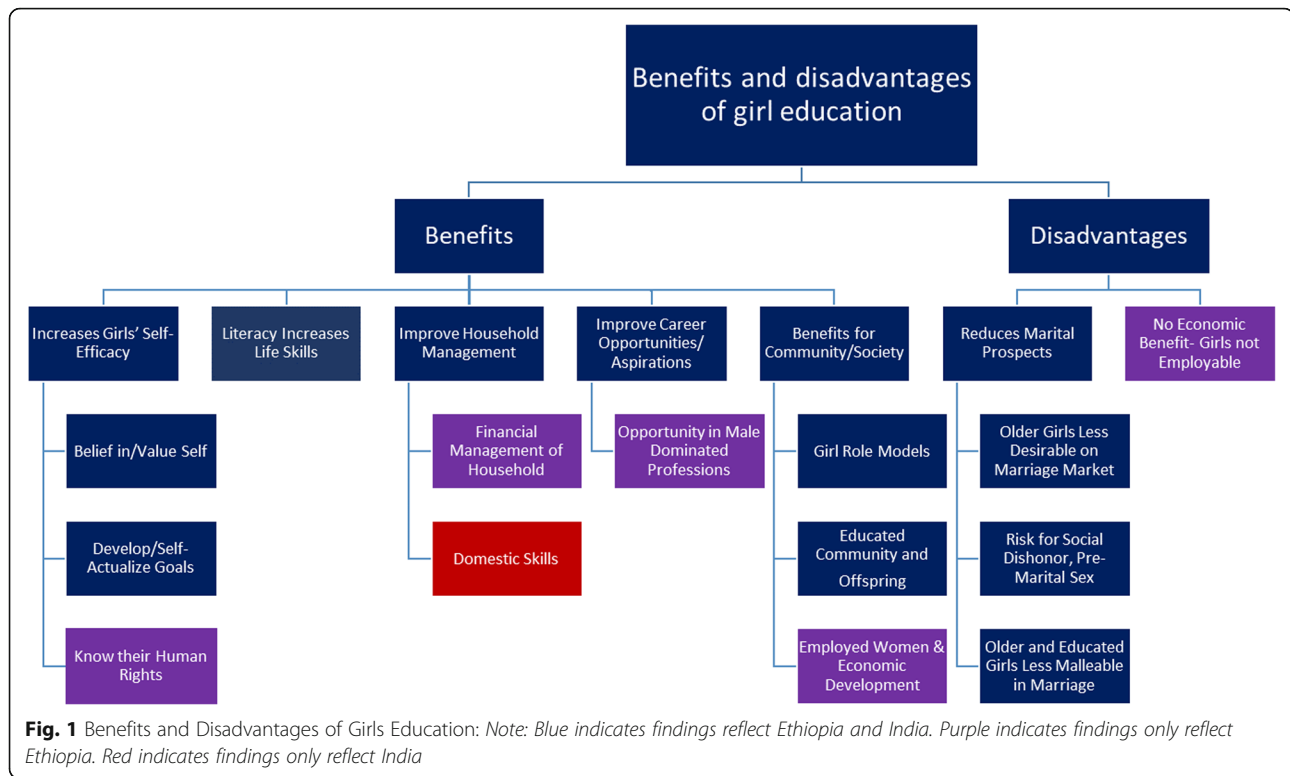 Benefits and disadvantages
of girl education
Benefits
Disadvantages
Increases Girls' Self-
Efficacy
Literacy Increases
Life Skills
Improve Household
Management
Improve Career
Opportunities/
Aspirations
Benefits for
Community/Society
Reduces Marital
Prospects
No Economic
Benefit- Girls not
Employable
Belief in/Value Self
Develop/Self-
Actualize Goals
Know their Human
Rights
Financial
Management of
Household
Domestic Skills
Opportunity in Male
Dominated
Professions
Girl Role Models
Educated
Community and
Offspring
Employed Women &
Economic
Development
Older Girls Less
Desirable on
Marriage Market
Risk for Social
Dishonor, Pre-
Marital Sex
Older and Educated
Girls Less Malleable
in Marriage
Fig. 1 Benefits and Disadvantages of Girls Education: Note: Blue indicates findings reflect Ethiopia and India. Purple indicates findings only reflect
Ethiopia. Red indicates findings only reflect India